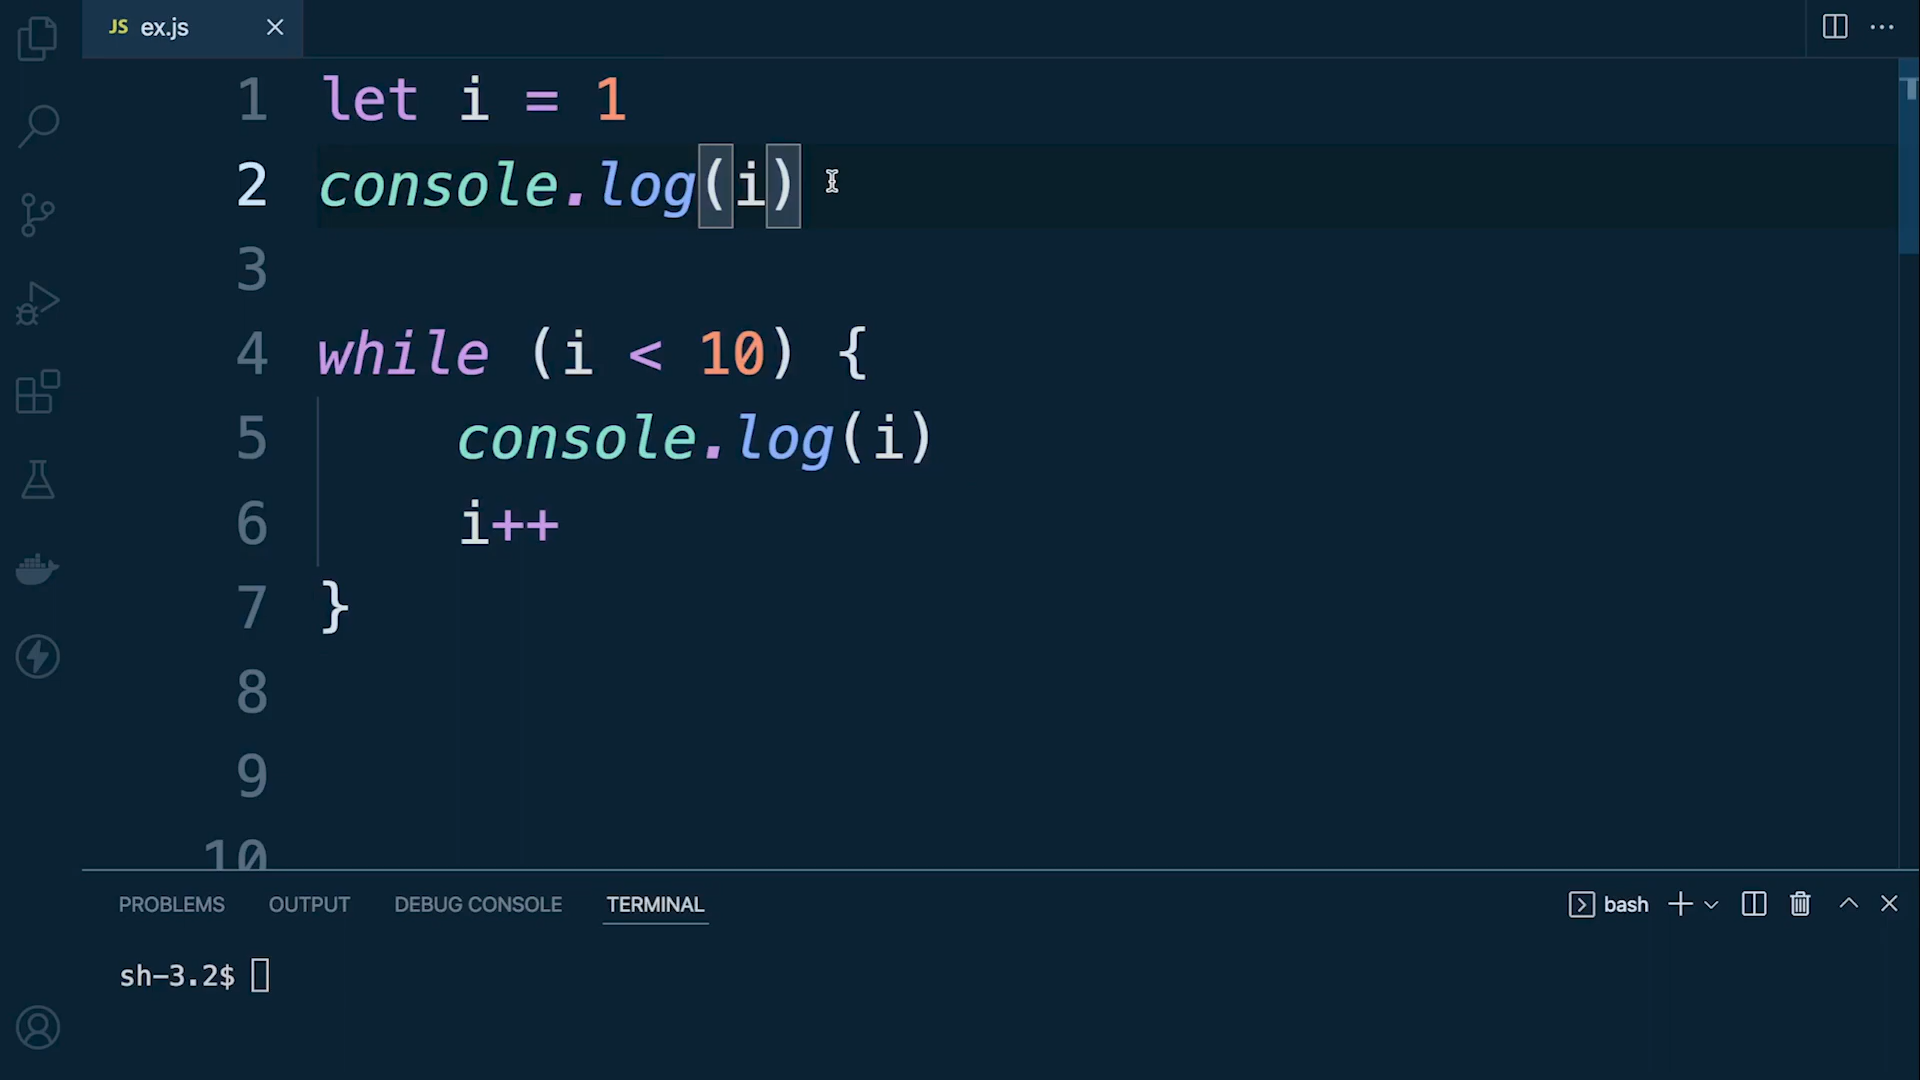 JS ex.js
1 let i = 1
2 console.log(i)
3
4 while (i < 10) {
5     console.log(i)
6     i++
7 }
8
9
10
PROBLEMS OUTPUT DEBUG CONSOLE TERMINAL bash
sh-3.2$